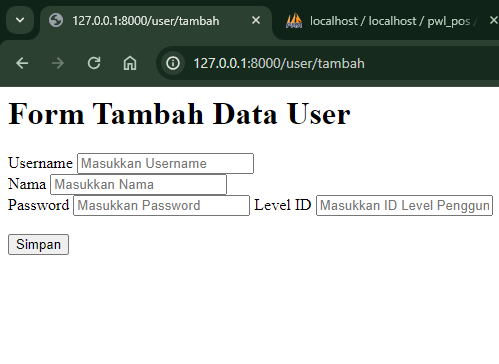 127.0.0.1:8000/user/tambah
localhost / localhost / pwl_pos /
127.0.0.1:8000/user/tambah
Form Tambah Data User
Username Masukkan Username
Nama Masukkan Nama
Password Masukkan Password Level ID Masukkan ID Level Penggun
Simpan